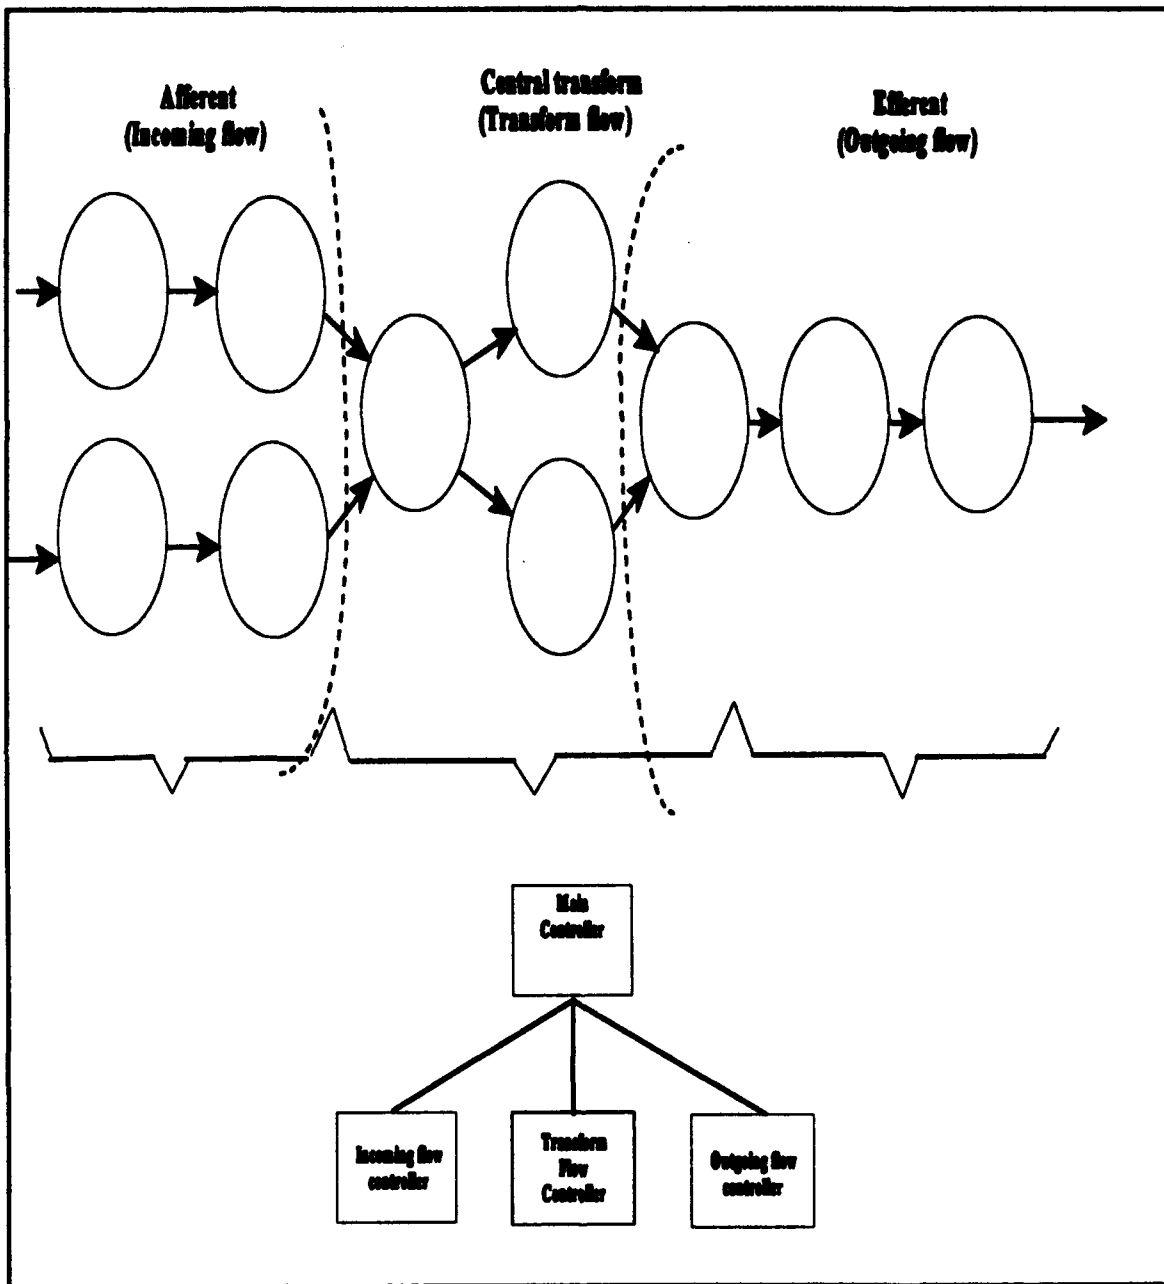 Afferent
(Incoming flow)
Central transform
(Transform flow)
Efferent
(Outgoing flow)
Main
Controller
Incoming flow
controller
Transform
Flow
Controller
Outgoing flow
controller